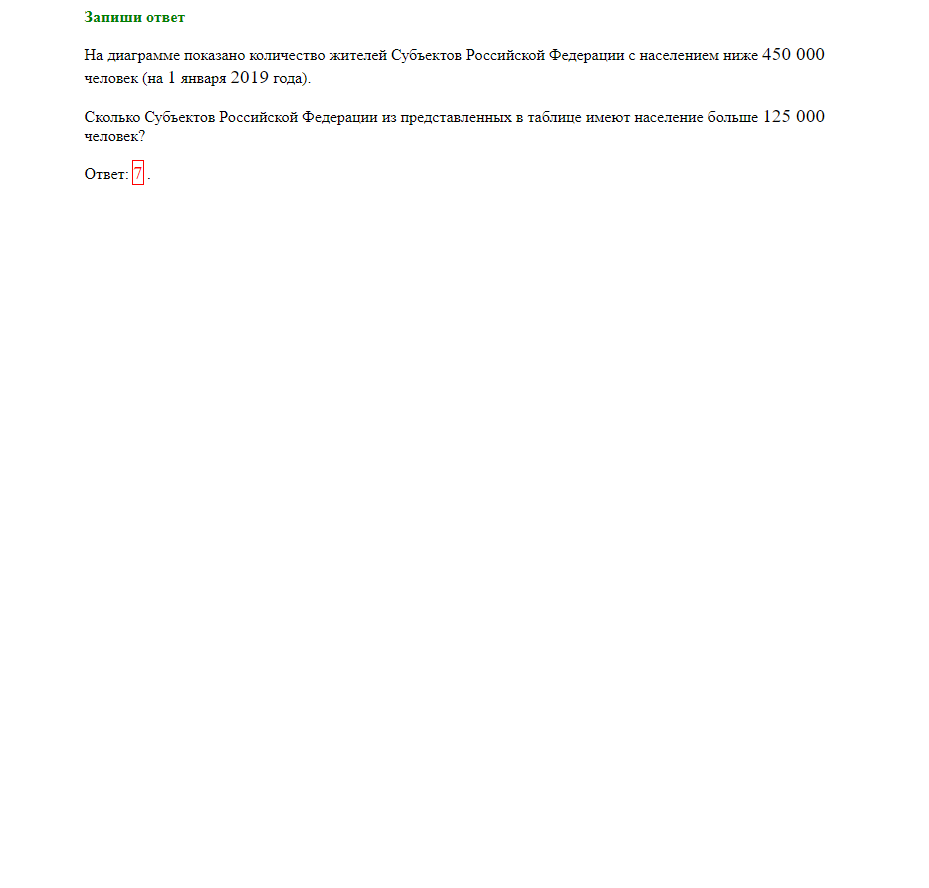 Запиши ответ
На диаграмме показано количество жителей Субъектов Российской Федерации с населением ниже 450 000
человек (на 1 января 2019 года).
Сколько Субъектов Российской Федерации из представленных в таблице имеют население больше 125 000
человек?
Ответ: 7 .